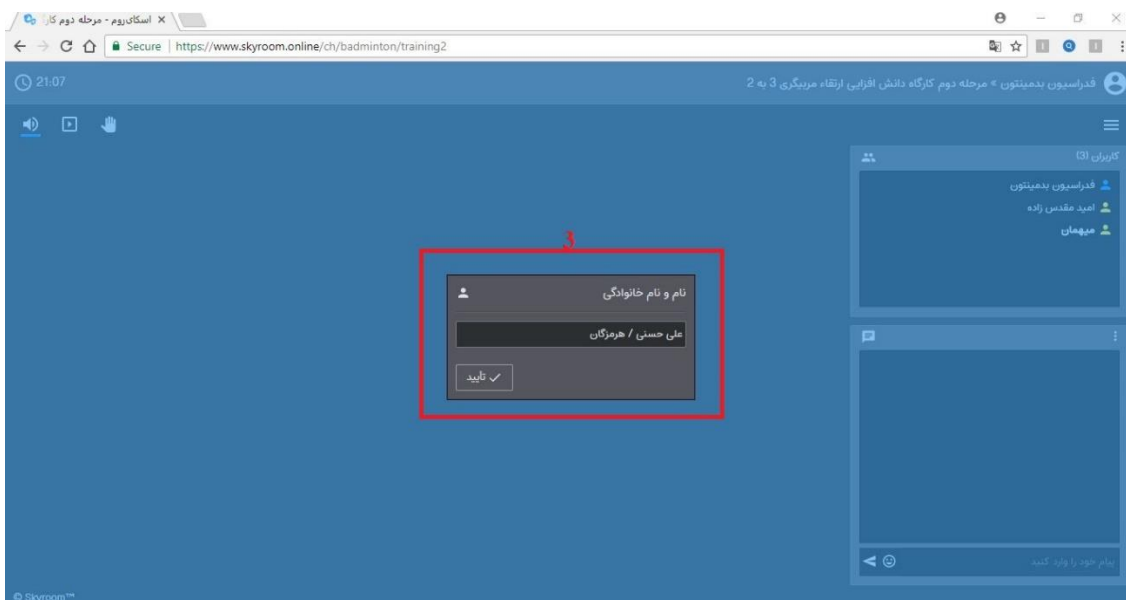 اسکای‌روم - مرحله دوم کار
Secure | https://www.skyroom.online/ch/badminton/training2
21:07
فدراسیون بدمینتون » مرحله دوم کارگاه دانش افزایی ارتقاء مربیگری 3 به 2
کاربران (3)
فدراسیون بدمینتون
امید مقدس زاده
میهمان
3
نام و نام خانوادگی
علی حسنی / هرمزگان
تأیید
پیام خود را وارد کنید
© Skyroom™